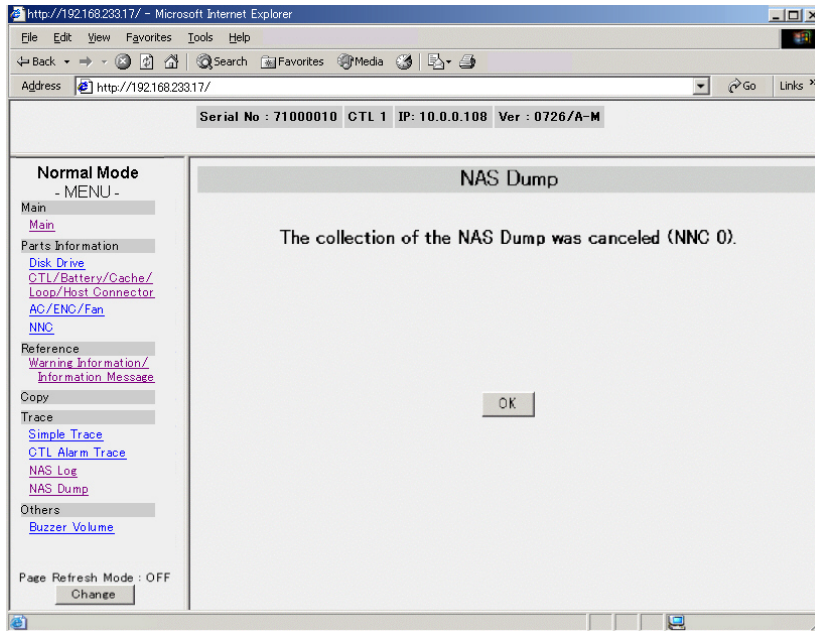 http://192.168.233.17/ - Microsoft Internet Explorer
File Edit View Favorites Tools Help
Back Search Favorites Media
Address http://192.168.233.17/ Go Links »
Serial No : 71000010 CTL 1 IP: 10.0.0.108 Ver : 0726/A-M
Normal Mode
- MENU -
Main
Main
Parts Information
Disk Drive
CTL/Battery/Cache/
Loop/Host Connector
AC/ENC/Fan
NNC
Reference
Warning Information/
Information Message
Copy
Trace
Simple Trace
CTL Alarm Trace
NAS Log
NAS Dump
Others
Buzzer Volume
Page Refresh Mode : OFF
Change
NAS Dump
The collection of the NAS Dump was canceled (NNC 0).
OK